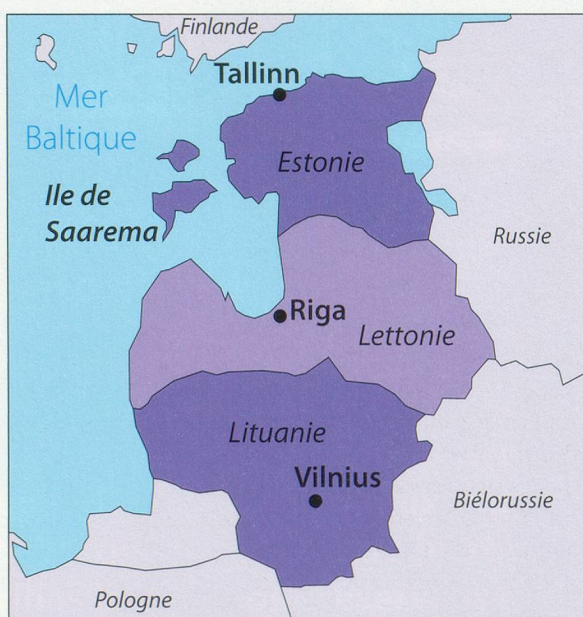 Finlande
Tallinn
Mer
Baltique
Estonie
Ile de
Saarema
Russie
Riga
Lettonie
Lituanie
Vilnius
Biélorussie
Pologne